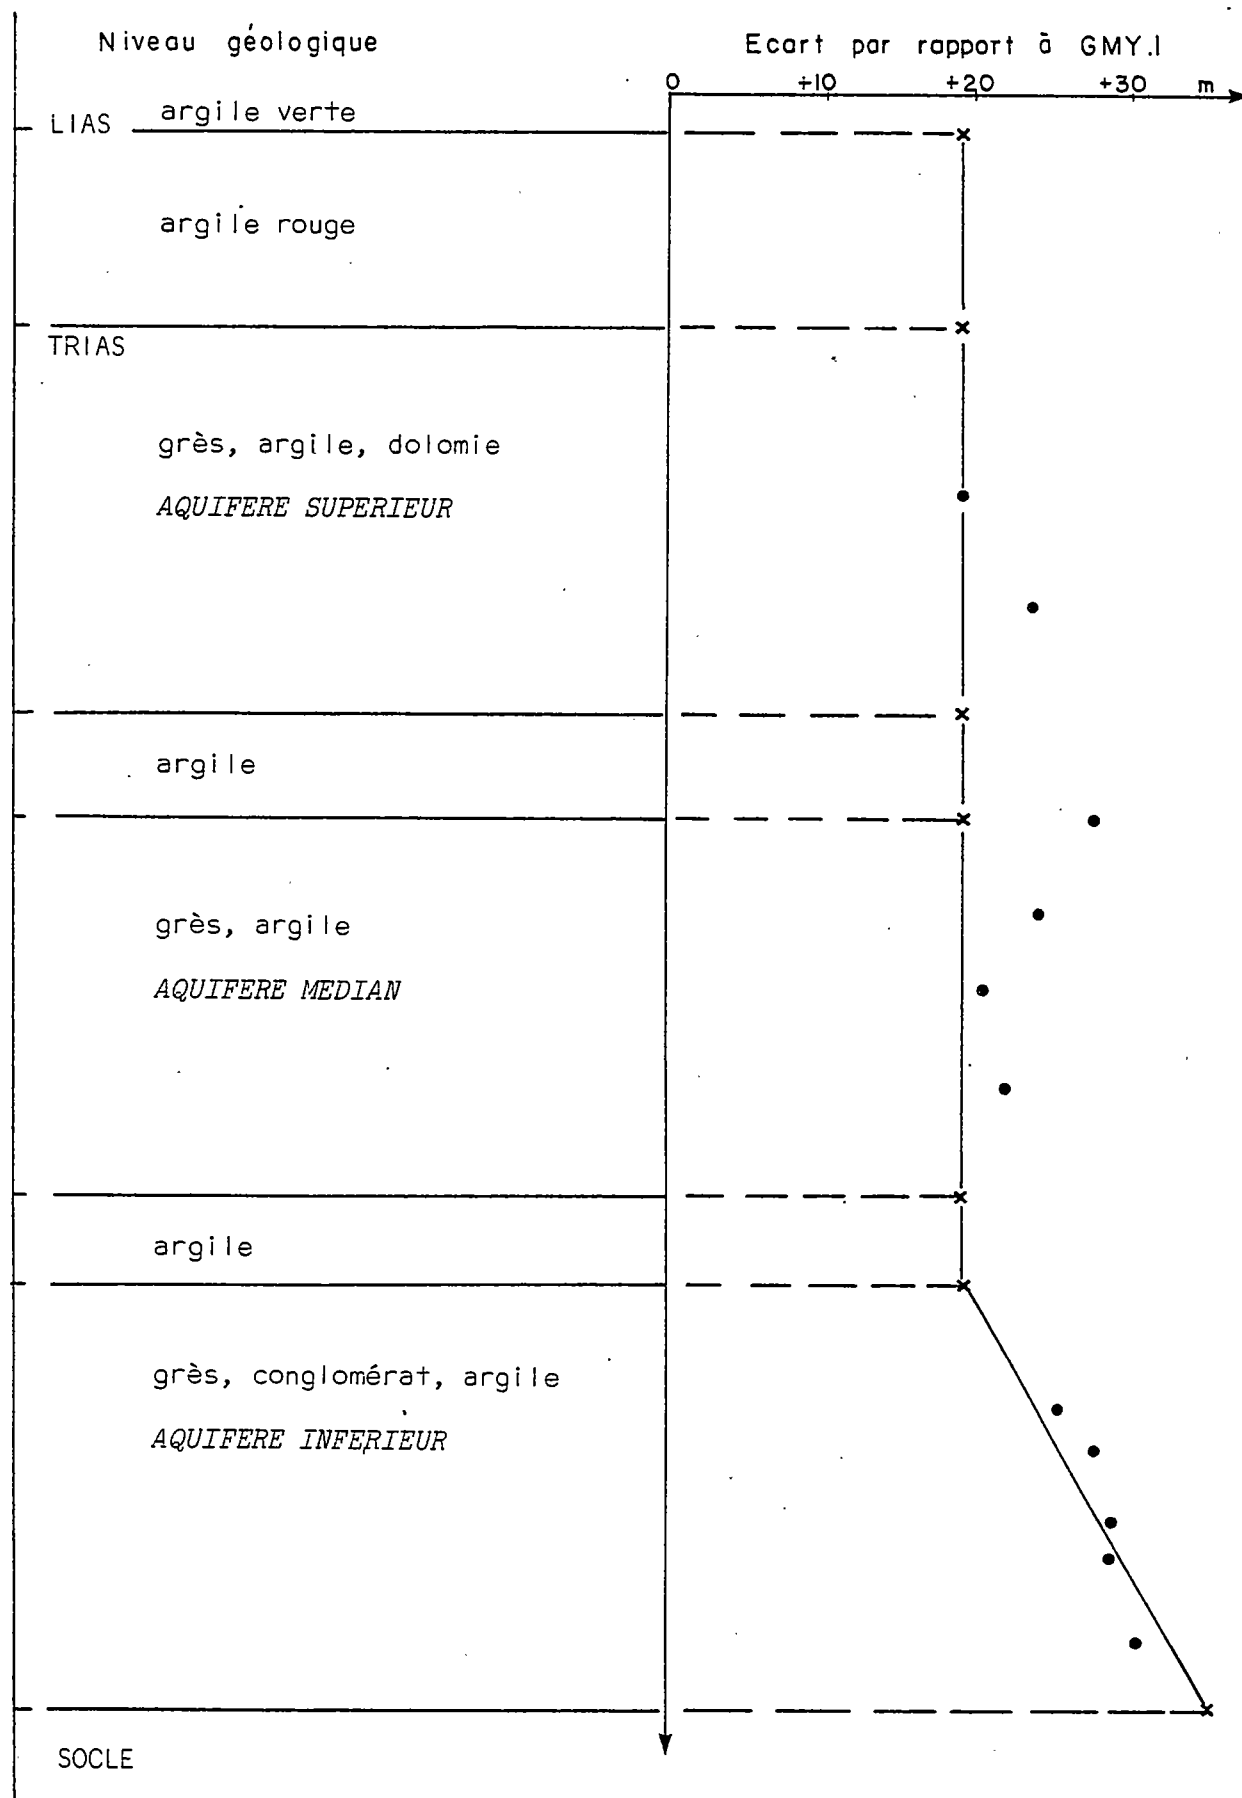 Niveau géologique
Ecart par rapport à GMY.1
0 +10 +20 +30 m
argile verte
LIAS
argile rouge
TRIAS
grès, argile, dolomie
AQUIFERE SUPERIEUR
argile
grès, argile
AQUIFERE MEDIAN
argile
grès, conglomérat, argile
AQUIFERE INFERIEUR
SOCLE